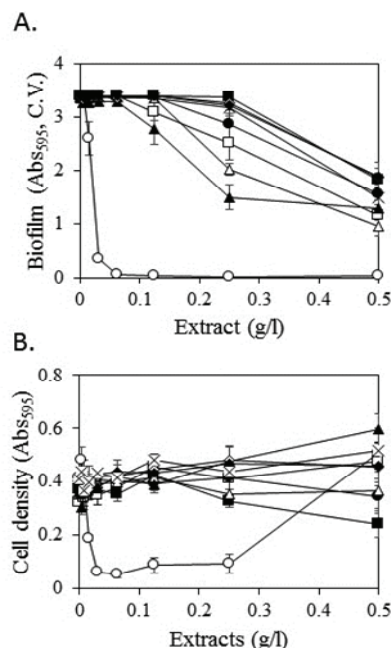 A.
4
3
2
1
0
Biofilm (Abs595, C.V.)
0 0.1 0.2 0.3 0.4 0.5
Extract (g/l)
B.
0.8
0.6
0.4
0.2
0
Cell density (Abs595)
0 0.1 0.2 0.3 0.4 0.5
Extracts (g/l)